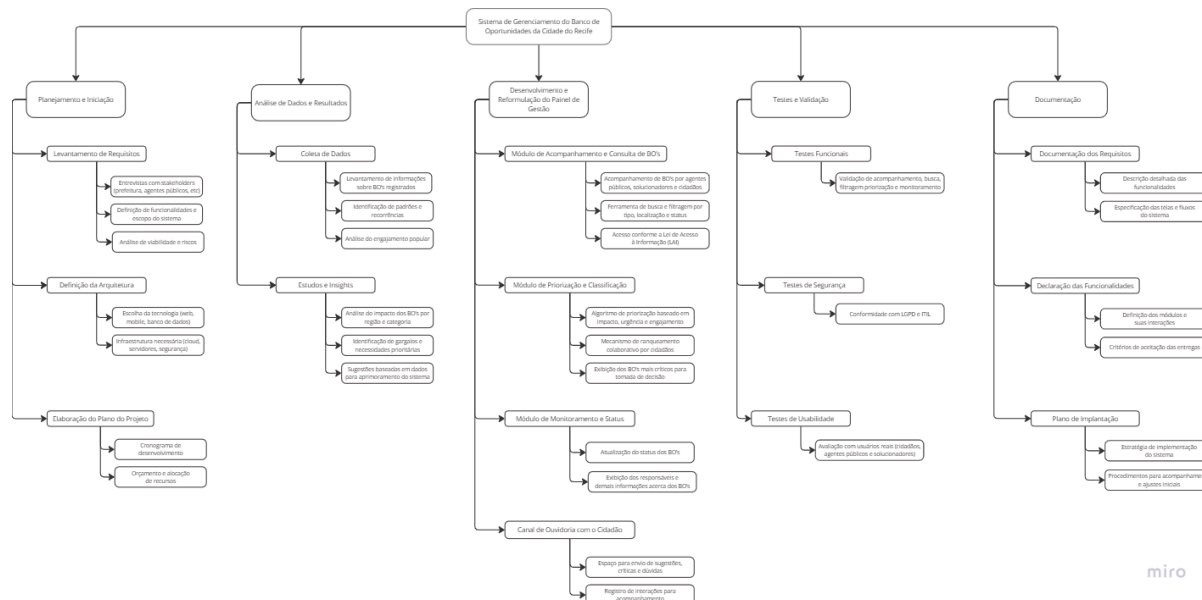 Sistema de Gerenciamento do Banco de
Oportunidades da Cidade do Recife
Planejamento e Iniciação
Levantamento de Requisitos
Entrevistas com stakeholders
(prefeitura, agentes públicos, etc)
Definição de funcionalidades e
escopo do sistema
Análise de viabilidade e riscos
Definição da Arquitetura
Escolha da tecnologia (web,
mobile, banco de dados)
Infraestrutura necessária (cloud,
servidores, segurança)
Elaboração do Plano do Projeto
Cronograma de
desenvolvimento
Orçamento e alocação
de recursos
Análise de Dados e Resultados
Coleta de Dados
Levantamento de informações
sobre BO's registrados
Identificação de padrões e
recorrências
Análise do engajamento popular
Estudos e Insights
Análise do impacto dos BO's por
região e categoria
Identificação de gargalos e
necessidades prioritárias
Sugestões baseadas em dados
para aprimoramento do sistema
Desenvolvimento e
Reformulação do Painel de
Gestão
Módulo de Acompanhamento e Consulta de BO's
Acompanhamento de BO's por agentes
públicos, solucionadores e cidadãos
Ferramenta de busca e filtragem por
tipo, localização e status
Acesso conforme a Lei de Acesso
à Informação (LAI)
Módulo de Priorização e Classificação
Algoritmo de priorização baseado em
impacto, urgência e engajamento
Mecanismo de ranqueamento
colaborativo por cidadãos
Exibição dos BO's mais críticos para
tomada de decisão
Módulo de Monitoramento e Status
Atualização do status dos BO's
Exibição dos responsáveis e
demais informações acerca dos BO's
Canal de Ouvidoria com o Cidadão
Espaço para envio de sugestões,
críticas e dúvidas
Registro de interações para
acompanhamento
Testes e Validação
Testes Funcionais
Validação de acompanhamento, busca,
filtragem priorização e monitoramento
Testes de Segurança
Conformidade com LGPD e ITIL
Testes de Usabilidade
Avaliação com usuários reais (cidadãos,
agentes públicos e solucionadores)
Documentação
Documentação dos Requisitos
Descrição detalhada das
funcionalidades
Especificação das telas e fluxos
do sistema
Declaração das Funcionalidades
Definição dos módulos e
suas interações
Critérios de aceitação das entregas
Plano de Implantação
Estratégia de implementação
do sistema
Procedimentos para acompanhame
e ajustes iniciais
miro